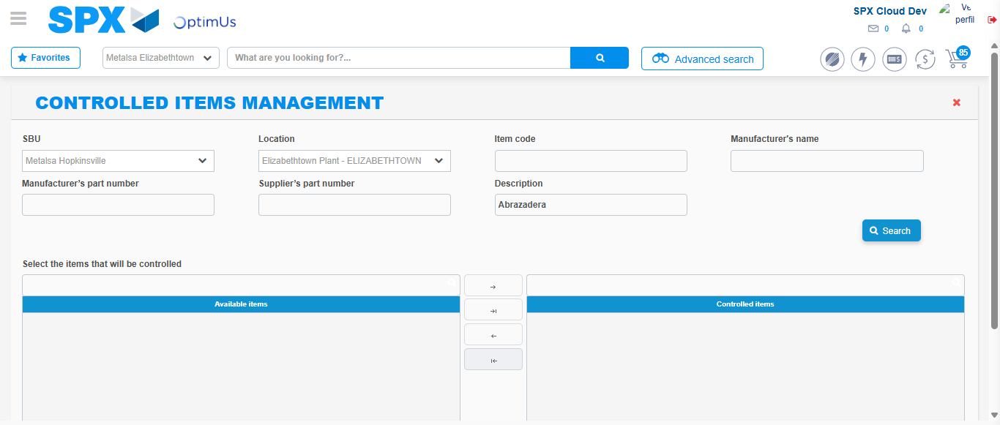 SPX OptimUs
SPX Cloud Dev
Ve
perfil
0 0
Favorites
Metalsa Elizabethtown
What are you looking for?...
Advanced search
85
CONTROLLED ITEMS MANAGEMENT
SBU
Location
Item code
Manufacturer's name
Metalsa Hopkinsville
Elizabethtown Plant - ELIZABETHTOWN
Manufacturer’s part number
Supplier’s part number
Description
Abrazadera
Search
Select the items that will be controlled
Available items
Controlled items